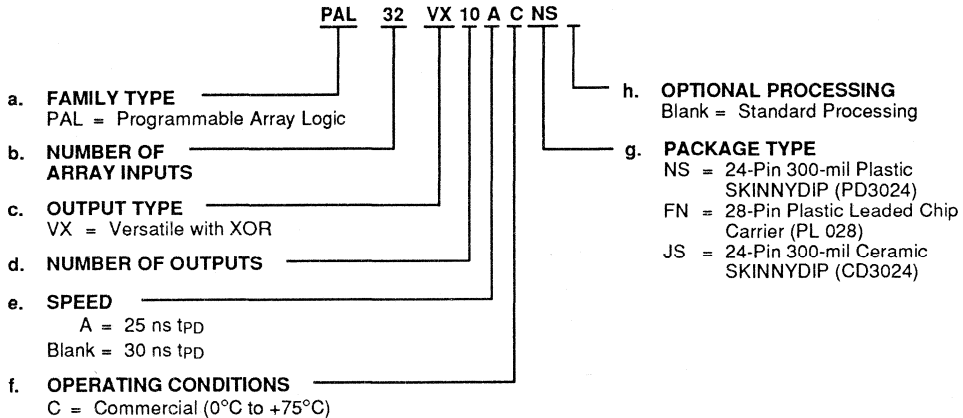 PAL 32 VX 10 A C NS _
a. FAMILY TYPE
PAL = Programmable Array Logic
b. NUMBER OF
ARRAY INPUTS
c. OUTPUT TYPE
VX = Versatile with XOR
d. NUMBER OF OUTPUTS
e. SPEED
A = 25 ns tPD
Blank = 30 ns tPD
f. OPERATING CONDITIONS
C = Commercial (0°C to +75°C)
h. OPTIONAL PROCESSING
Blank = Standard Processing
g. PACKAGE TYPE
NS = 24-Pin 300-mil Plastic
SKINNYDIP (PD3024)
FN = 28-Pin Plastic Leaded Chip
Carrier (PL 028)
JS = 24-Pin 300-mil Ceramic
SKINNYDIP (CD3024)